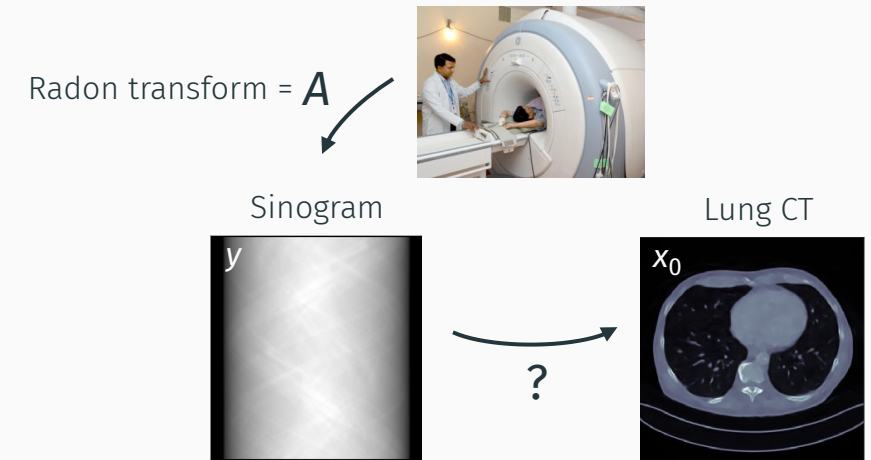 Radon transform = A
Sinogram
Lung CT
y
x₀
?